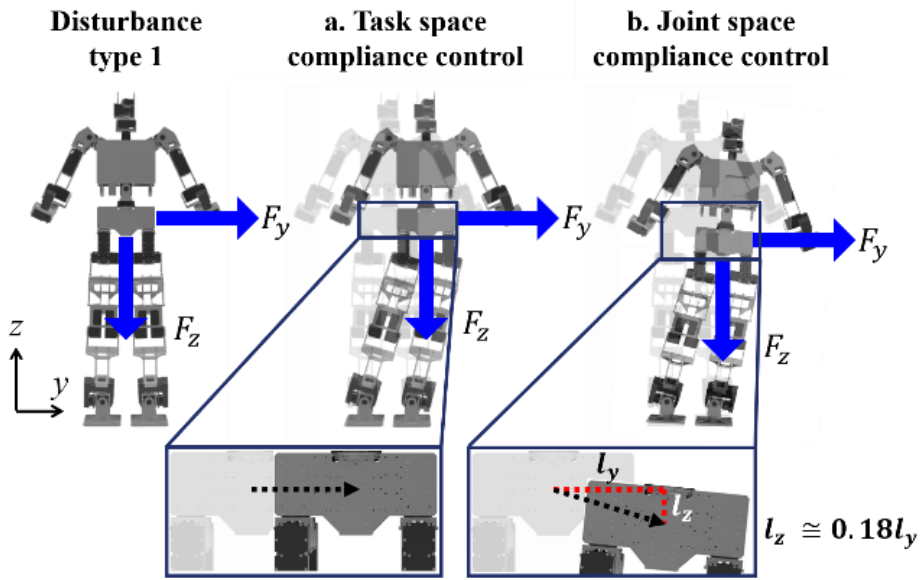 Disturbance
type 1
a. Task space
compliance control
b. Joint space
compliance control
F_y
F_z
z
y
F_y
F_z
F_y
F_z
l_y
l_z
l_z ≅ 0.18l_y